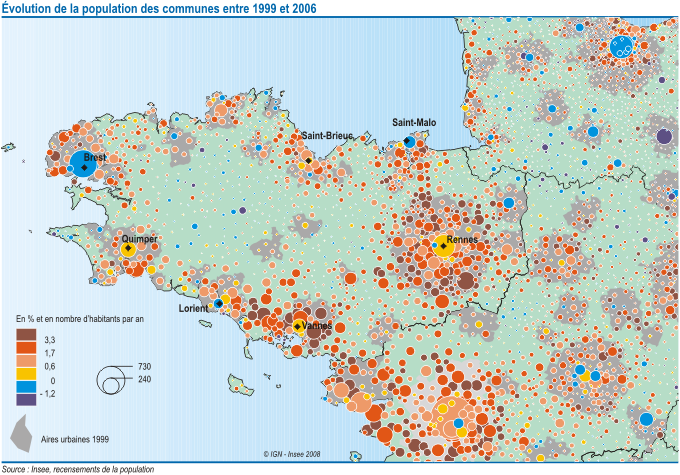 Évolution de la population des communes entre 1999 et 2006
Saint-Malo
Saint-Brieuc
Brest
Quimper
Rennes
Lorient
Vannes
En % et en nombre d'habitants par an
3,3
1,7
0,6
0
- 1,2
730
240
Aires urbaines 1999
© IGN - Insee 2008
Source : Insee, recensements de la population